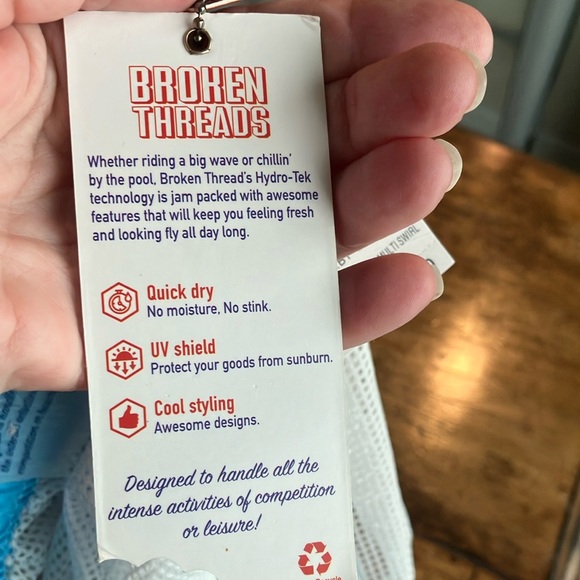 BROKEN
THREADS
Whether riding a big wave or chillin'
by the pool, Broken Thread's Hydro-Tek
technology is jam packed with awesome
features that will keep you feeling fresh
and looking fly all day long.
Quick dry
No moisture, No stink.
UV shield
Protect your goods from sunburn.
Cool styling
Awesome designs.
Designed to handle all the
intense activities of competition
or leisure!
MULTI SWIRL